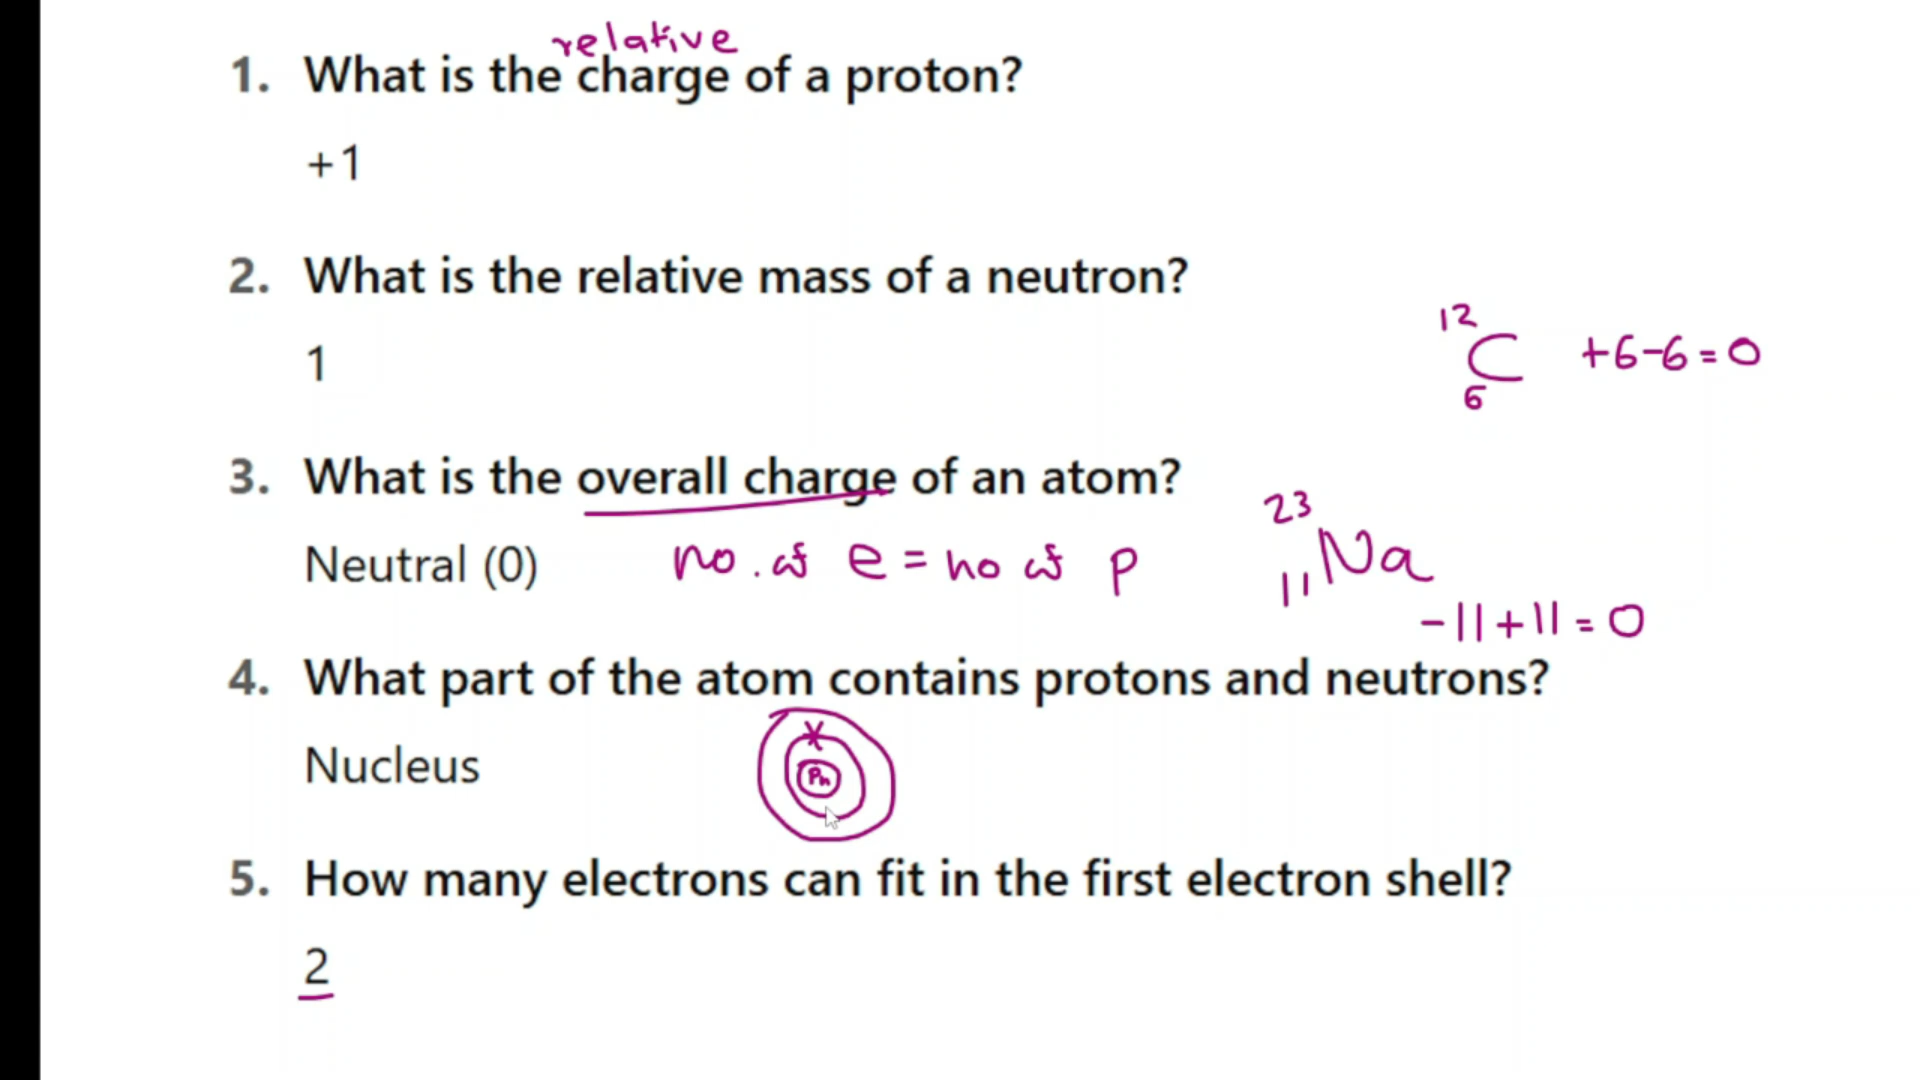 relative
1. What is the charge of a proton?
+1
2. What is the relative mass of a neutron?
12
C +6-6=0
6
1
3. What is the overall charge of an atom?
23
Na
11
Neutral (0) no. of e = no of p
-11+11=0
4. What part of the atom contains protons and neutrons?
Nucleus
Pn
5. How many electrons can fit in the first electron shell?
2